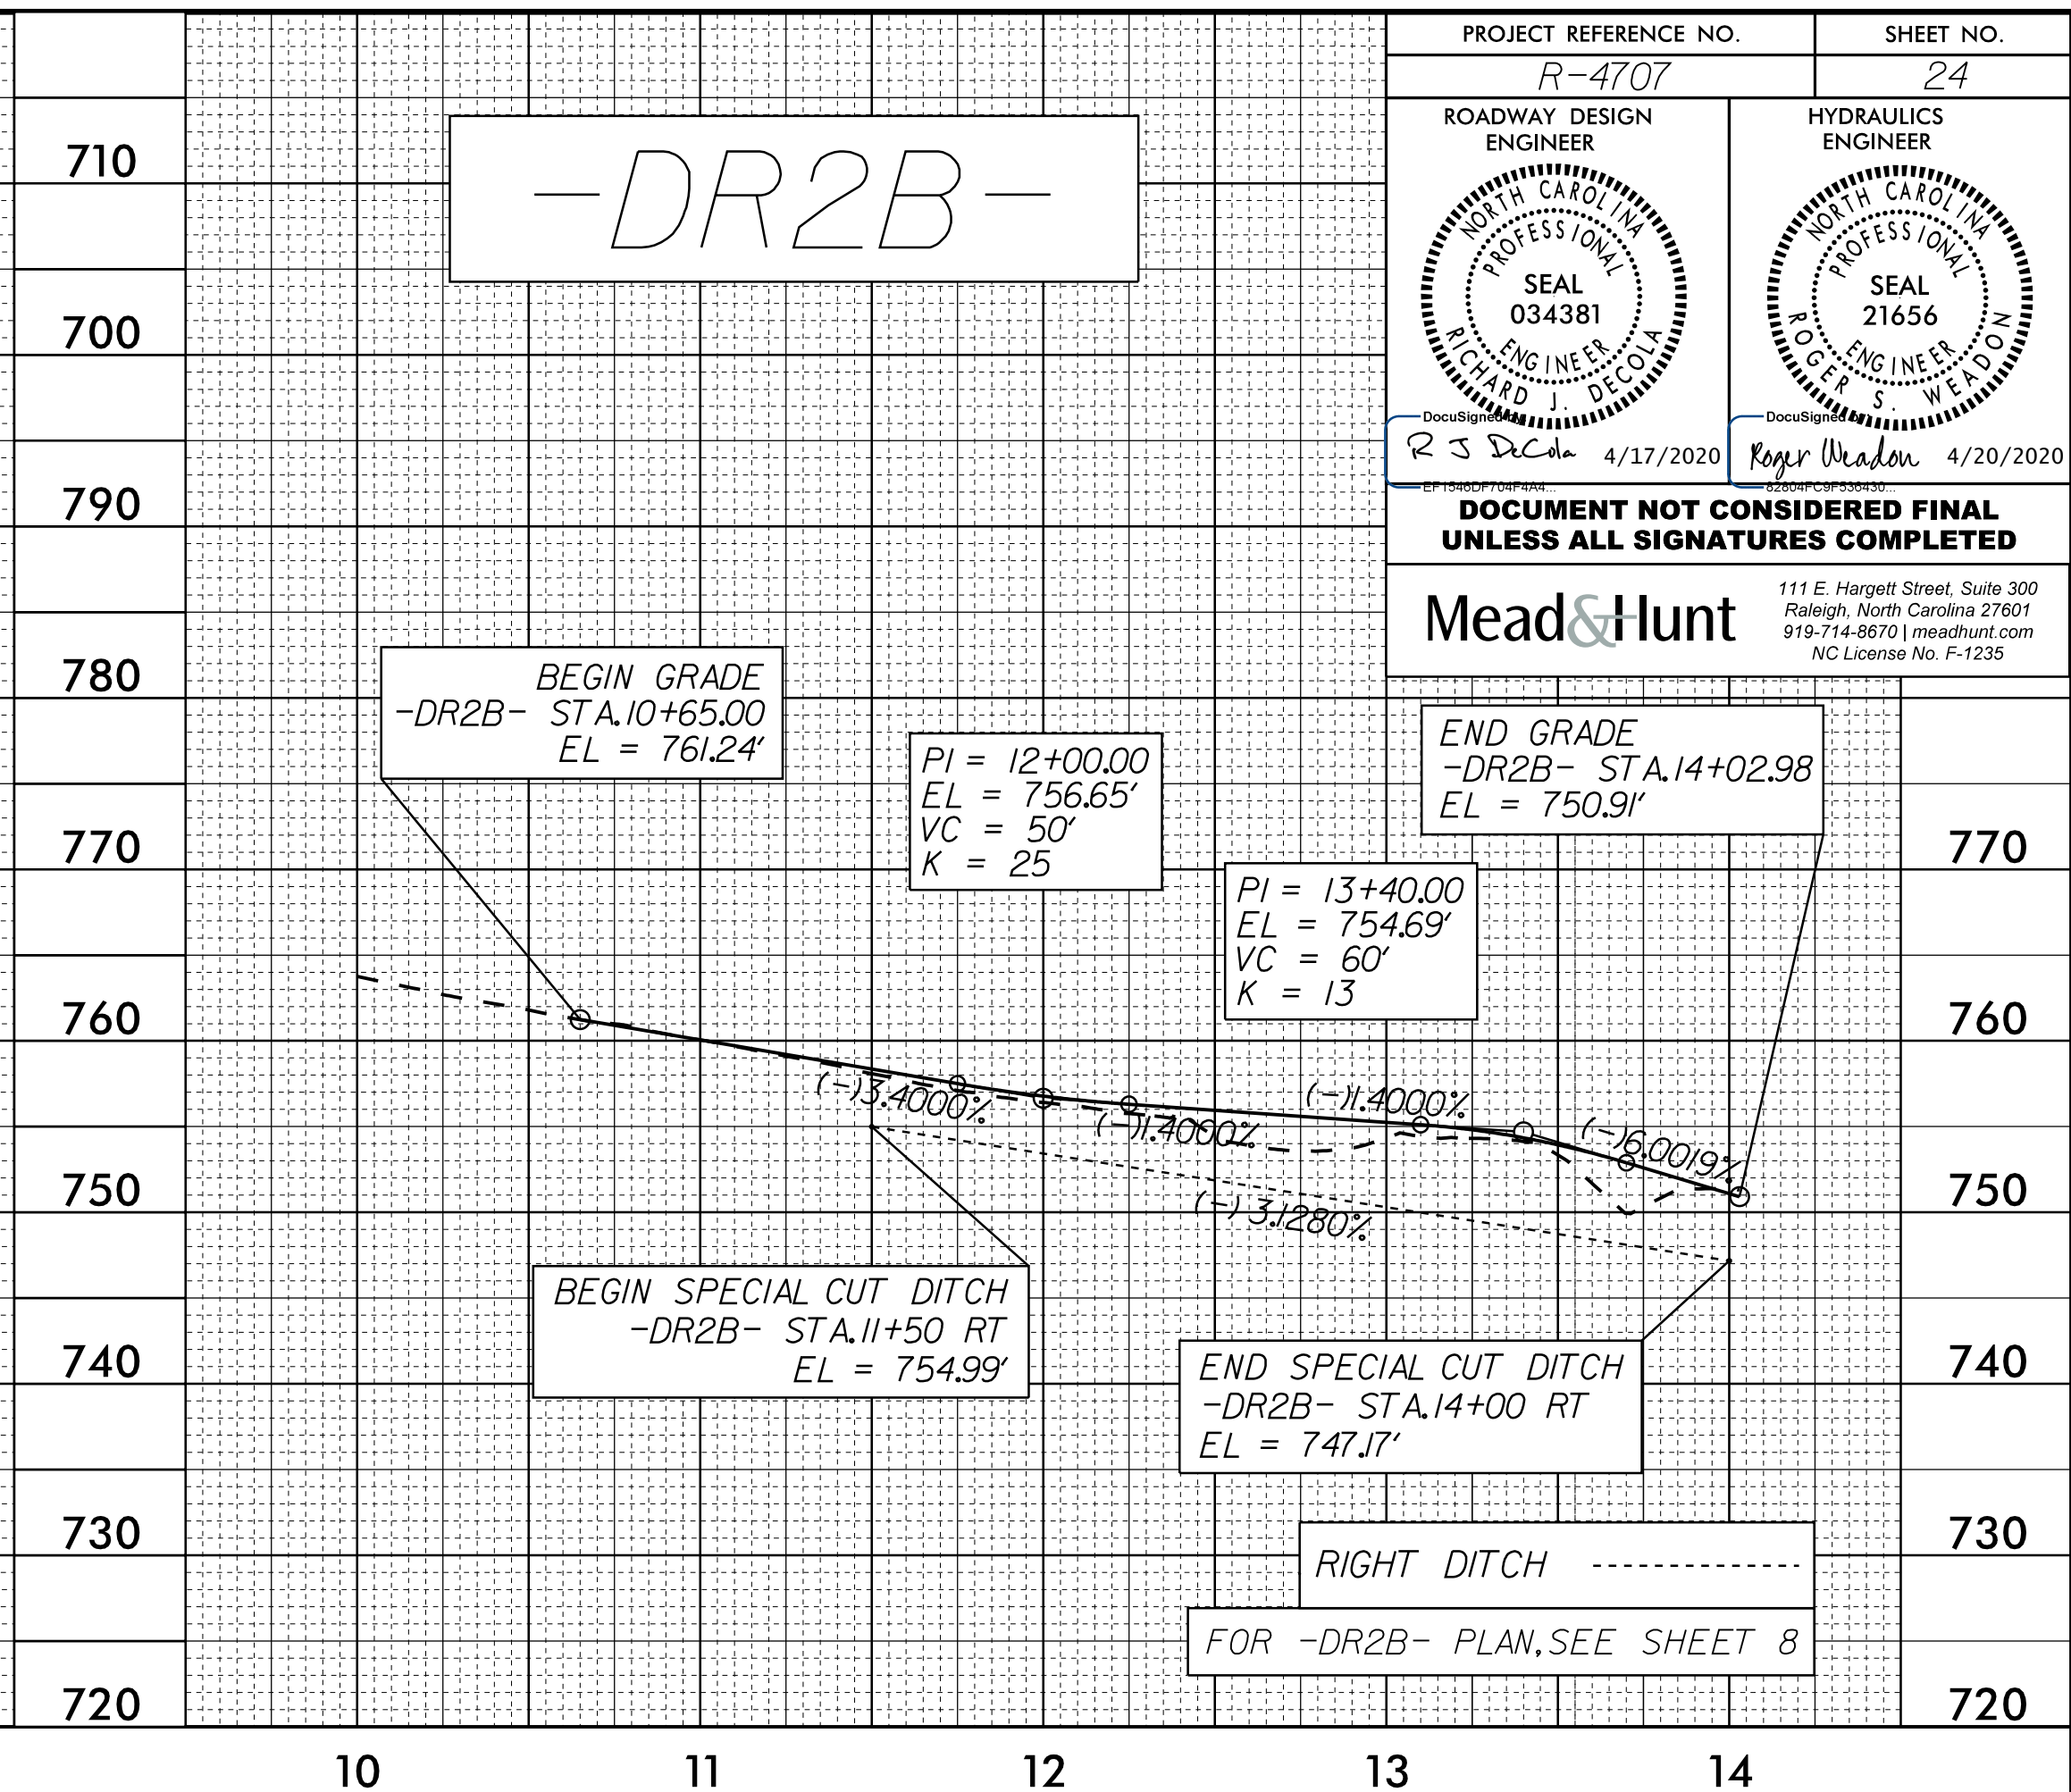 PROJECT REFERENCE NO.
SHEET NO.
R-4707
24
ROADWAY DESIGN
ENGINEER
HYDRAULICS
ENGINEER
NORTH CAROLINA
PROFESSIONAL
SEAL
034381
ENGINEER
RICHARD J. DECOLA
NORTH CAROLINA
PROFESSIONAL
SEAL
21656
ENGINEER
ROGER S. WEADON
DocuSigned by:
R J DeCola 4/17/2020
EF1546DF704F4A4...
DocuSigned by:
Roger Weadon 4/20/2020
82804FC9F536430...
DOCUMENT NOT CONSIDERED FINAL
UNLESS ALL SIGNATURES COMPLETED
Mead&Hunt
111 E. Hargett Street, Suite 300
Raleigh, North Carolina 27601
919-714-8670 | meadhunt.com
NC License No. F-1235
-DR2B-
710
700
790
780
770
760
750
740
730
720
BEGIN GRADE
-DR2B- STA.10+65.00
EL = 761.24'
PI = 12+00.00
EL = 756.65'
VC = 50'
K = 25
END GRADE
-DR2B- STA.14+02.98
EL = 750.91'
PI = 13+40.00
EL = 754.69'
VC = 60'
K = 13
(-)3.4000%
(-)1.4000%
(-)1.4000%
(-)6.0019%
(-) 3.1280%
BEGIN SPECIAL CUT DITCH
-DR2B- STA.11+50 RT
EL = 754.99'
END SPECIAL CUT DITCH
-DR2B- STA.14+00 RT
EL = 747.17'
RIGHT DITCH
FOR -DR2B- PLAN, SEE SHEET 8
770
760
750
740
730
720
10 11 12 13 14